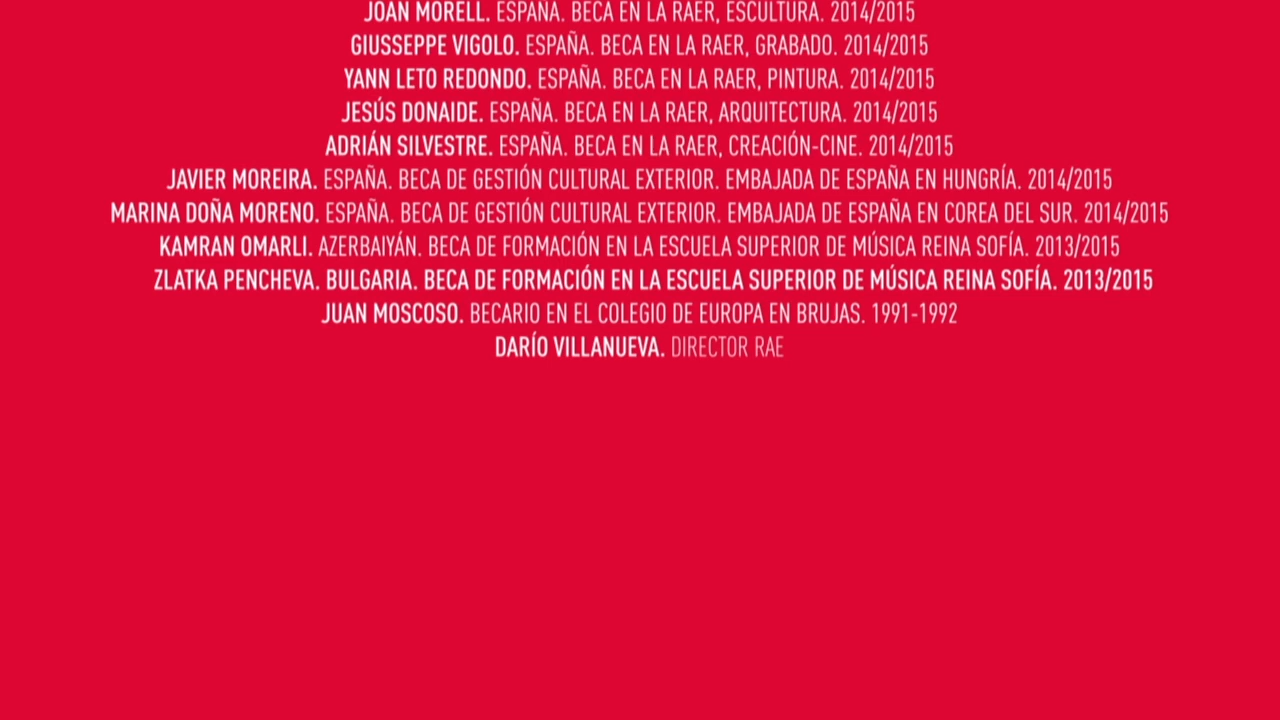 JOAN MORELL. ESPAÑA. BECA EN LA RAER, ESCULTURA. 2014/2015
GIUSSEPPE VIGOLO. ESPAÑA. BECA EN LA RAER, GRABADO. 2014/2015
YANN LETO REDONDO. ESPAÑA. BECA EN LA RAER, PINTURA. 2014/2015
JESÚS DONAIDE. ESPAÑA. BECA EN LA RAER, ARQUITECTURA. 2014/2015
ADRIÁN SILVESTRE. ESPAÑA. BECA EN LA RAER, CREACIÓN-CINE. 2014/2015
JAVIER MOREIRA. ESPAÑA. BECA DE GESTIÓN CULTURAL EXTERIOR. EMBAJADA DE ESPAÑA EN HUNGRÍA. 2014/2015
MARINA DOÑA MORENO. ESPAÑA. BECA DE GESTIÓN CULTURAL EXTERIOR. EMBAJADA DE ESPAÑA EN COREA DEL SUR. 2014/2015
KAMRAN OMARLI. AZERBAIYÁN. BECA DE FORMACIÓN EN LA ESCUELA SUPERIOR DE MÚSICA REINA SOFÍA. 2013/2015
ZLATKA PENCHEVA. BULGARIA. BECA DE FORMACIÓN EN LA ESCUELA SUPERIOR DE MÚSICA REINA SOFÍA. 2013/2015
JUAN MOSCOSO. BECARIO EN EL COLEGIO DE EUROPA EN BRUJAS. 1991-1992
DARÍO VILLANUEVA. DIRECTOR RAE